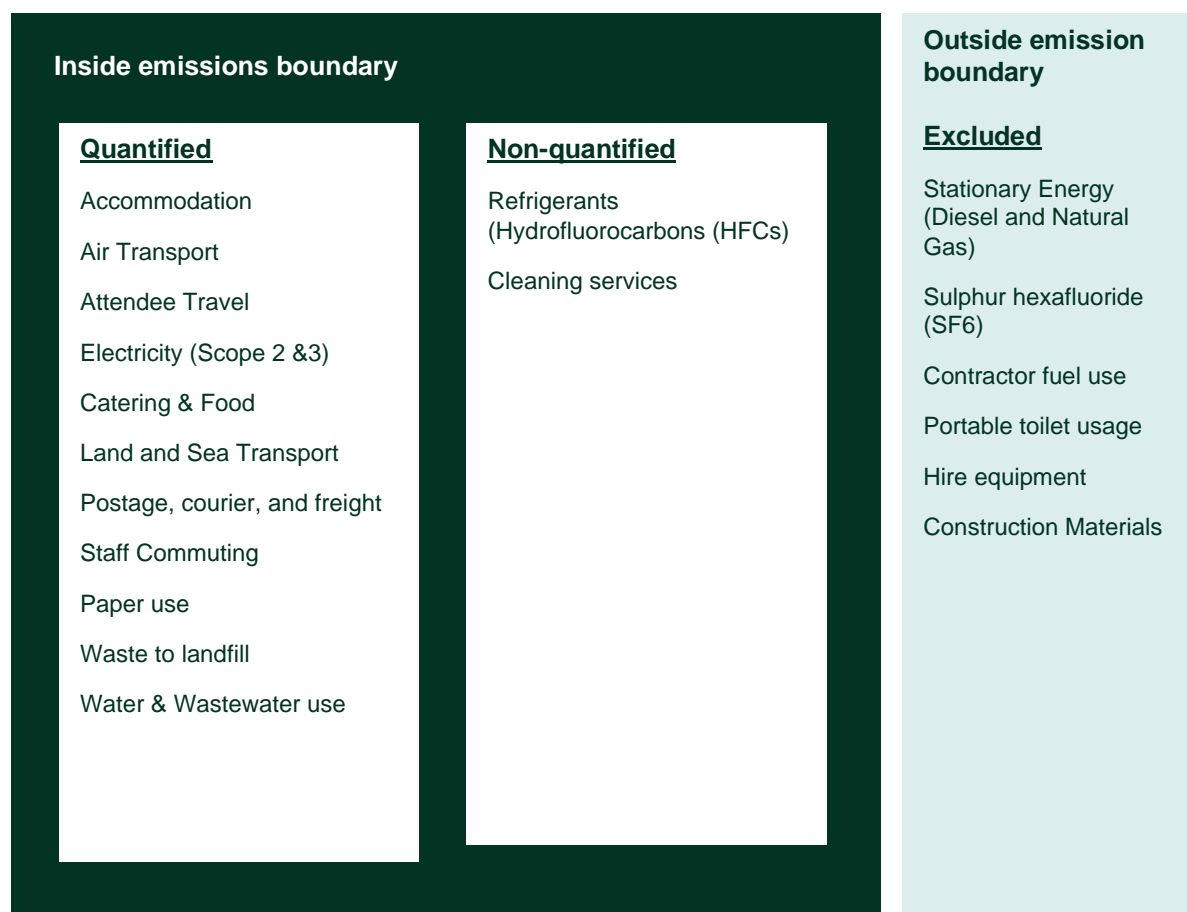 Inside emissions boundary
Quantified
Accommodation
Air Transport
Attendee Travel
Electricity (Scope 2 &3)
Catering & Food
Land and Sea Transport
Postage, courier, and freight
Staff Commuting
Paper use
Waste to landfill
Water & Wastewater use
Non-quantified
Refrigerants
(Hydrofluorocarbons (HFCs)
Cleaning services
Outside emission
boundary
Excluded
Stationary Energy
(Diesel and Natural
Gas)
Sulphur hexafluoride
(SF6)
Contractor fuel use
Portable toilet usage
Hire equipment
Construction Materials